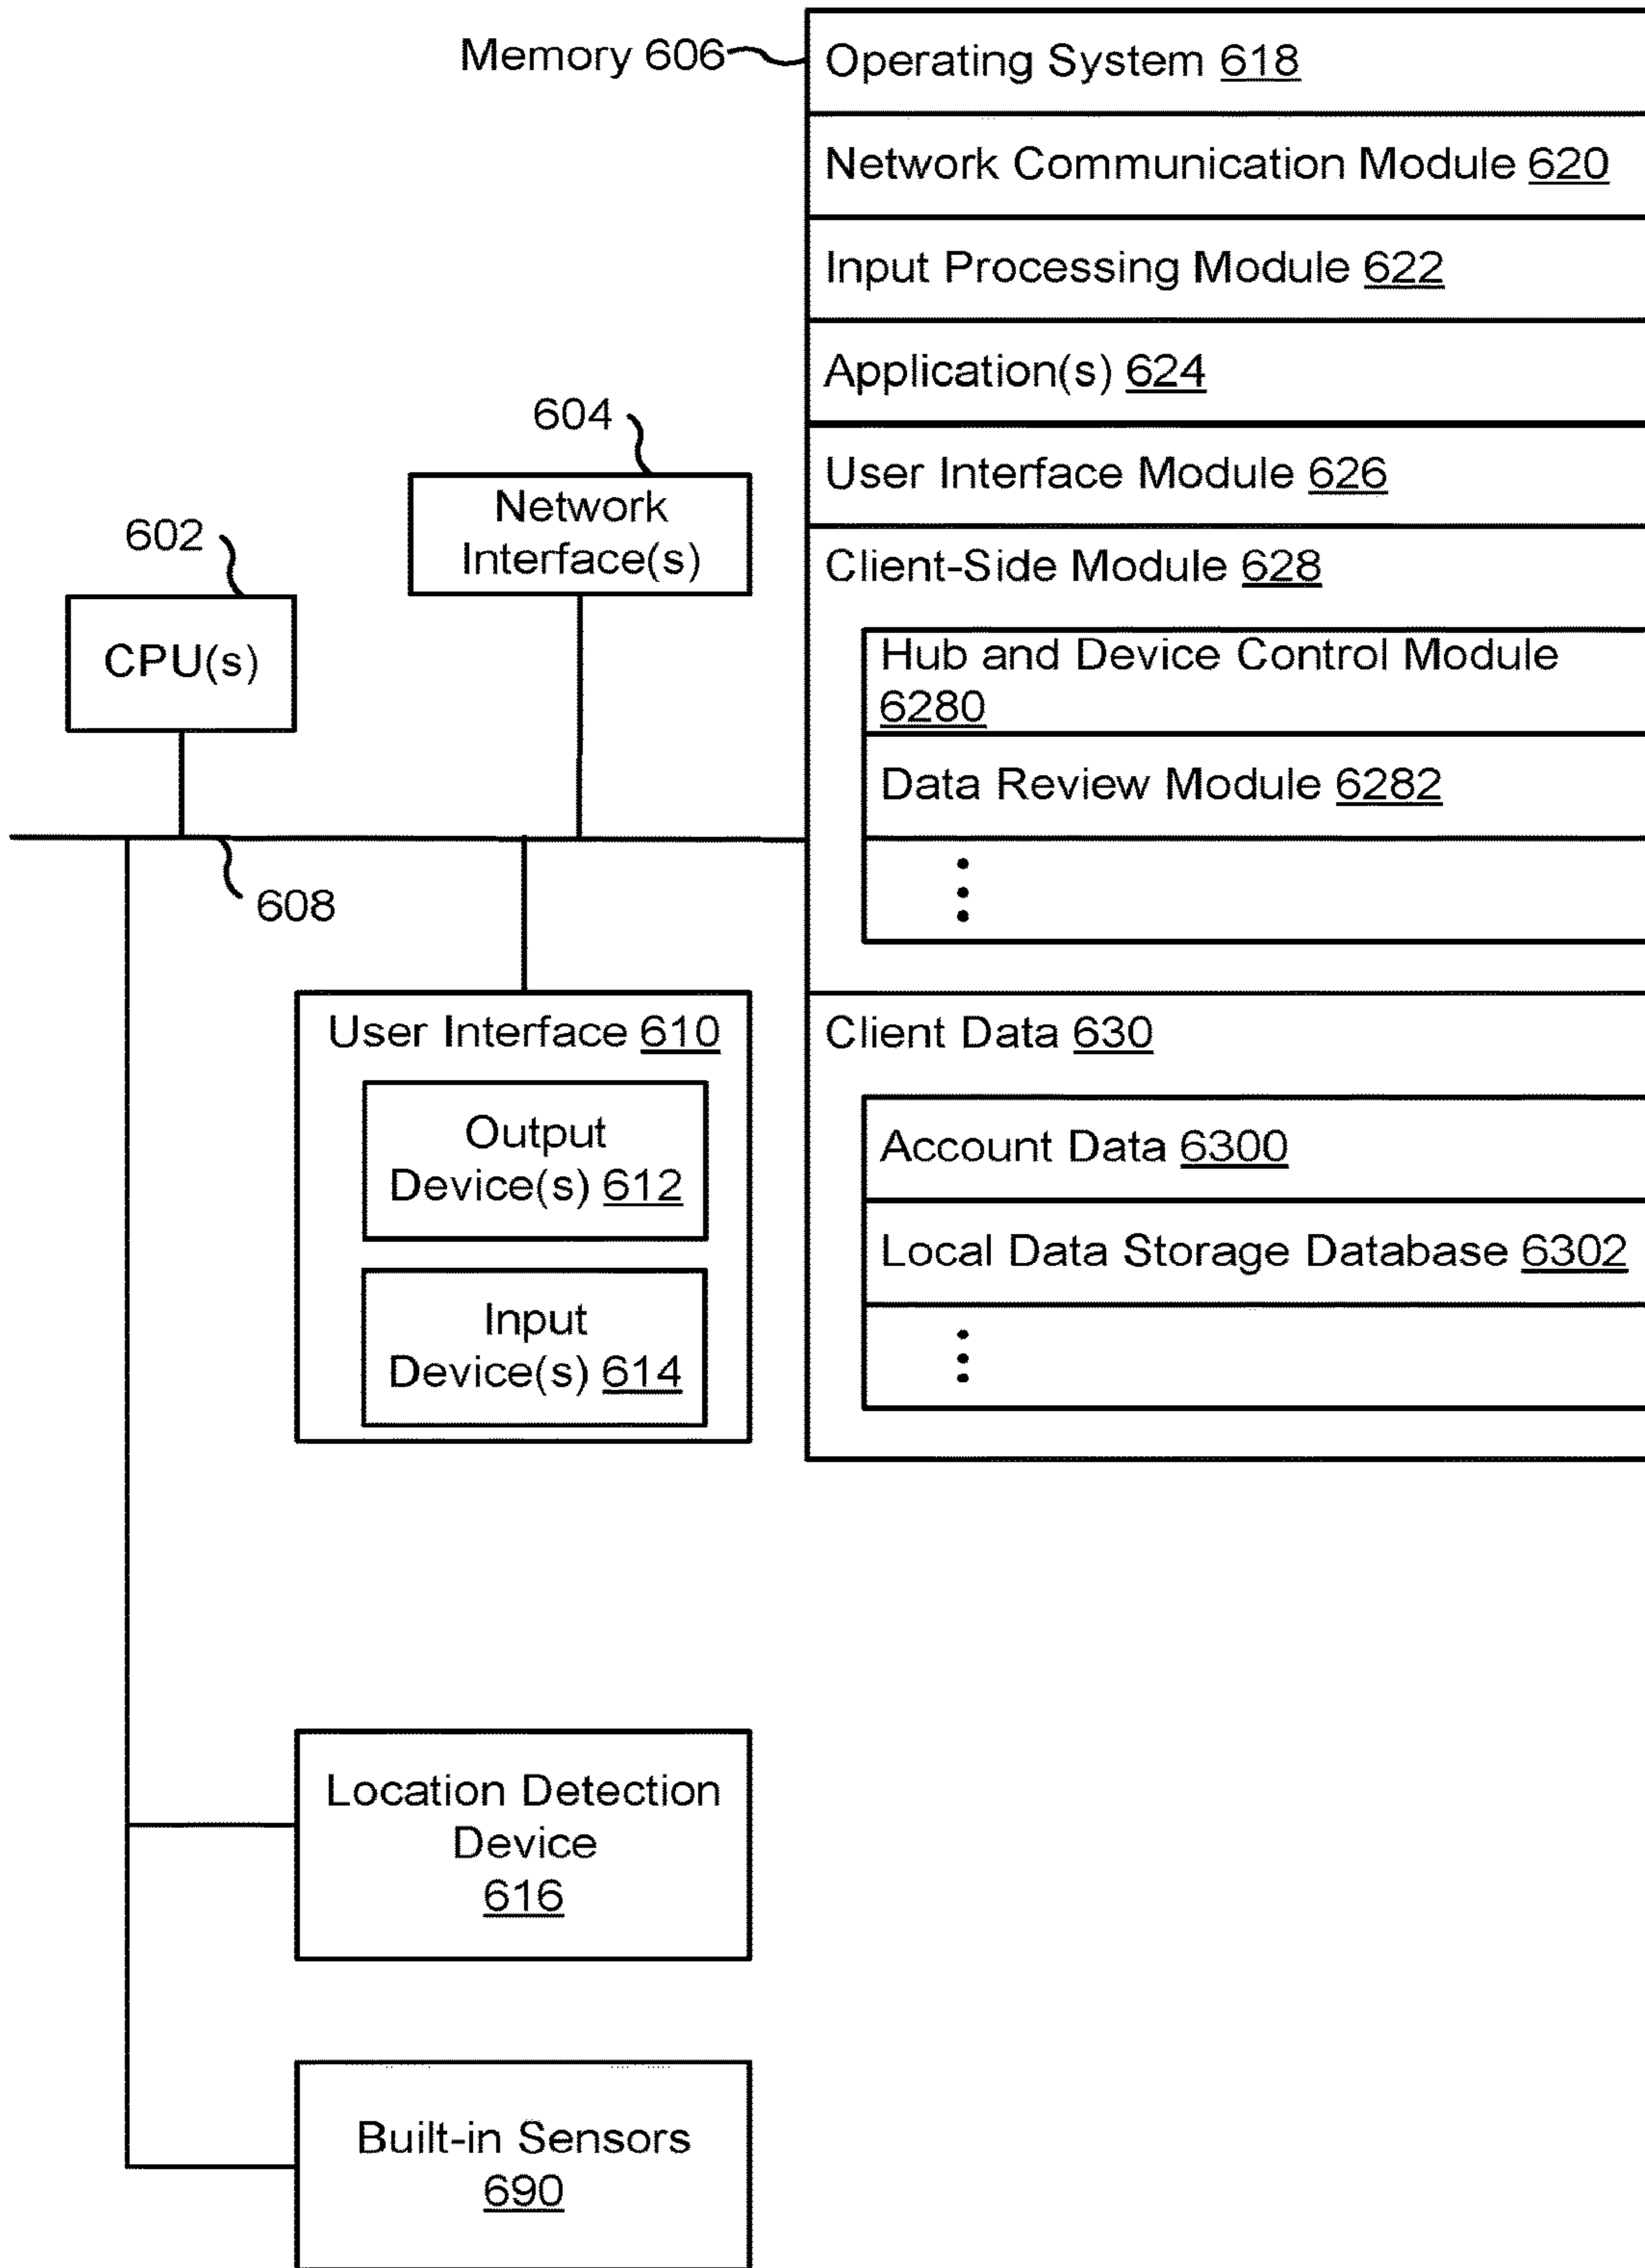 Memory 606
Operating System 618
Network Communication Module 620
Input Processing Module 622
Application(s) 624
User Interface Module 626
Client-Side Module 628
Hub and Device Control Module
6280
Data Review Module 6282
Client Data 630
Account Data 6300
Local Data Storage Database 6302
604
Network
Interface(s)
602
CPU(s)
608
User Interface 610
Output
Device(s) 612
Input
Device(s) 614
Location Detection
Device
616
Built-in Sensors
690